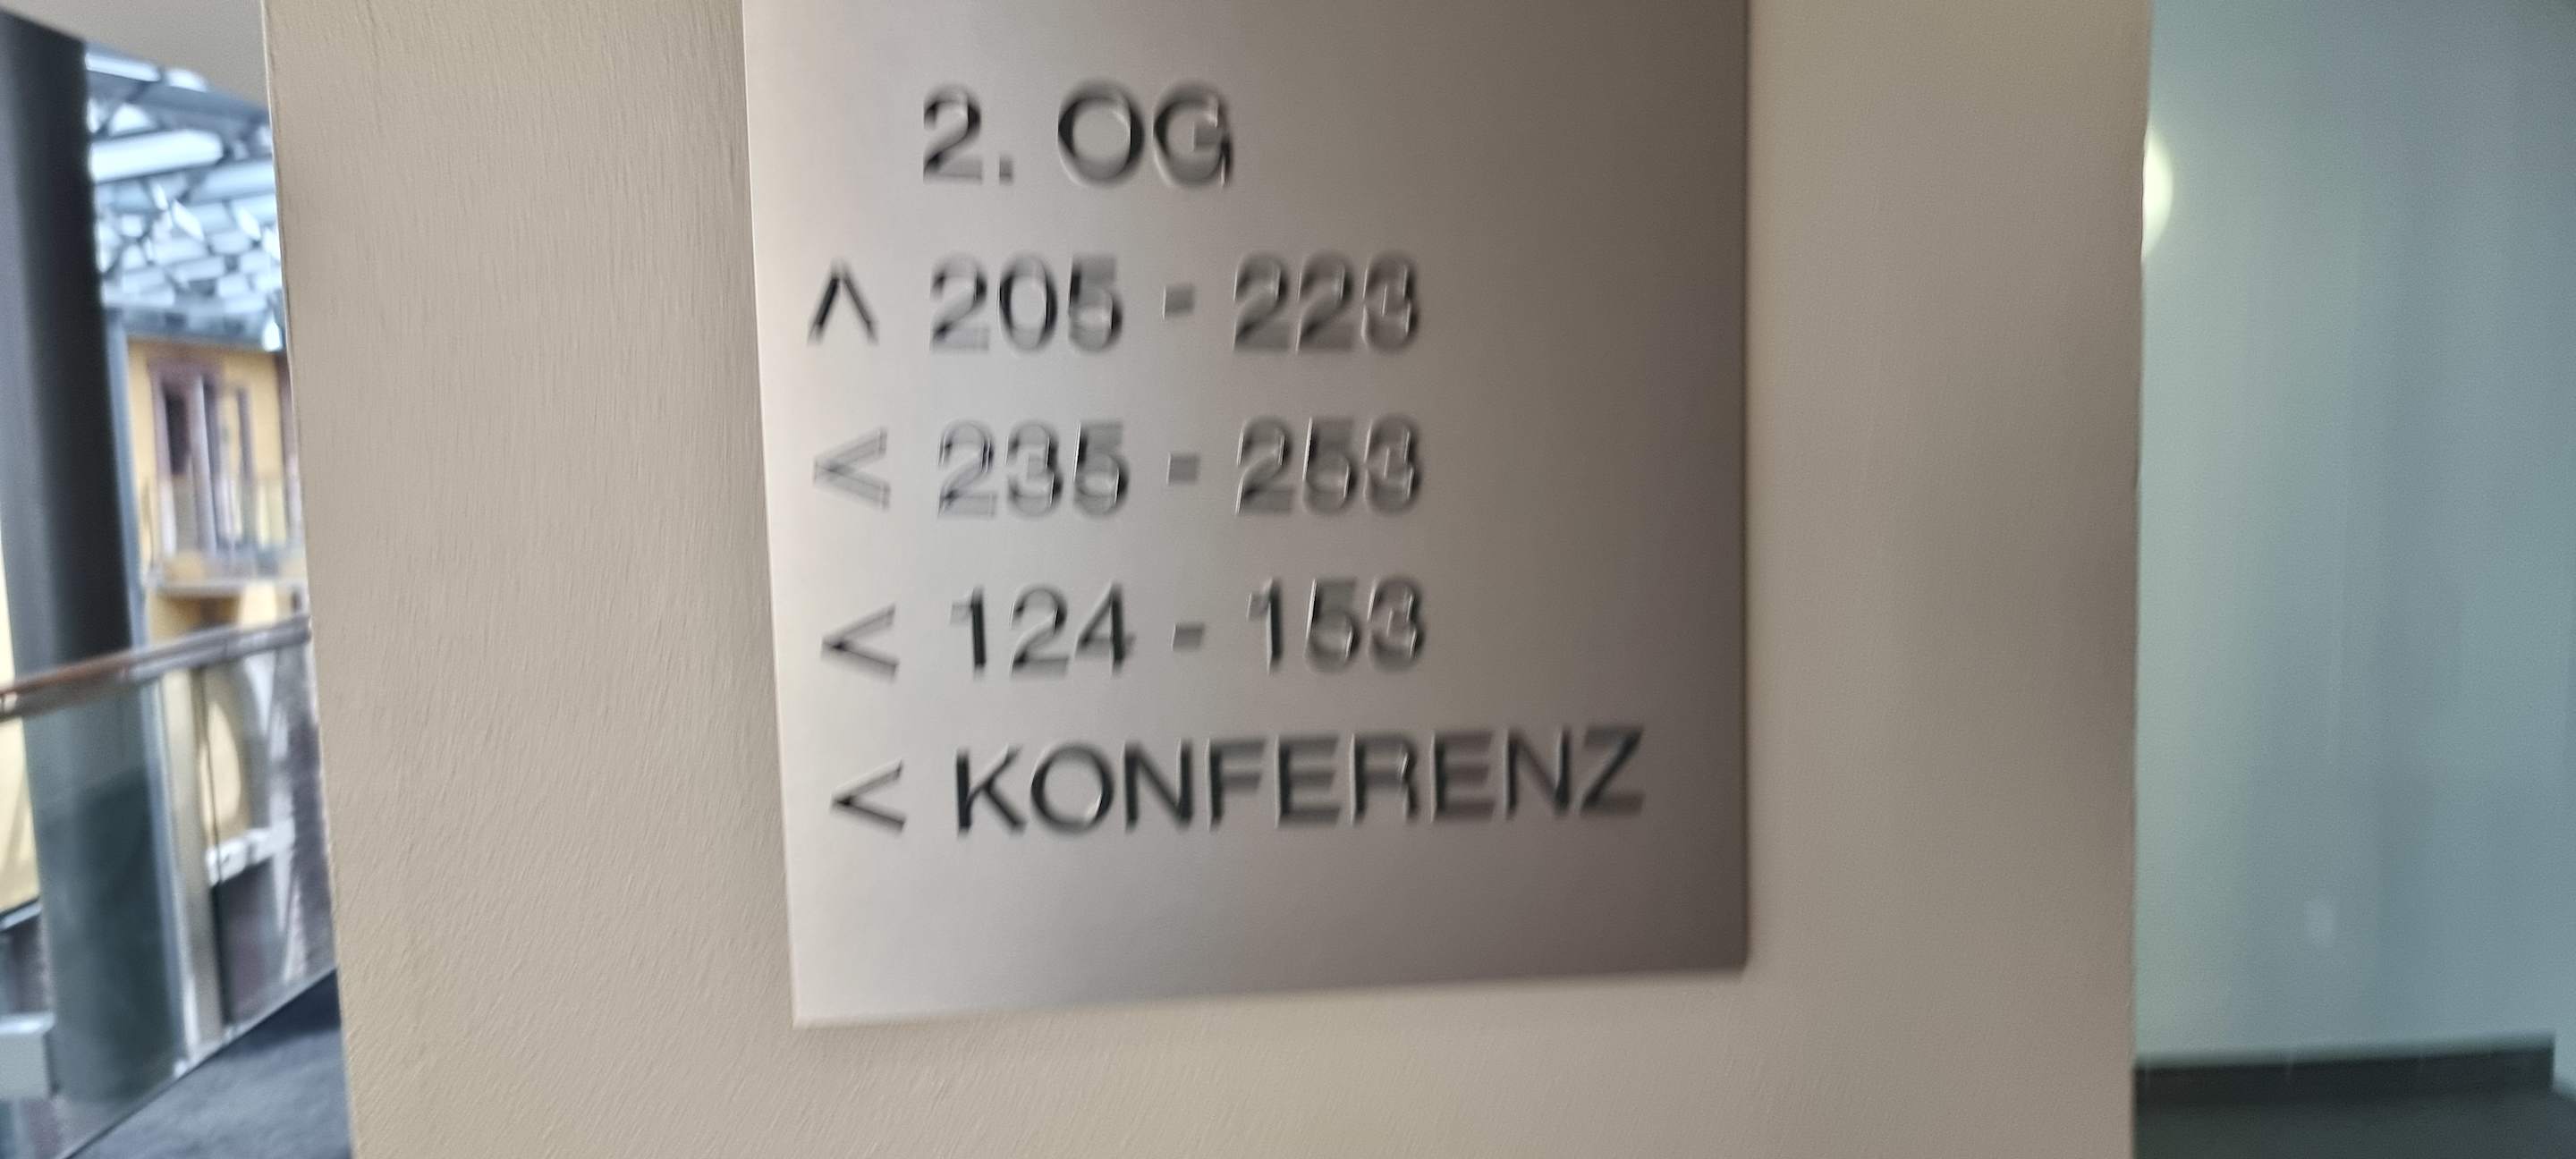 2. OG
^ 205 - 223
< 235 - 253
< 124 - 153
< KONFERENZ